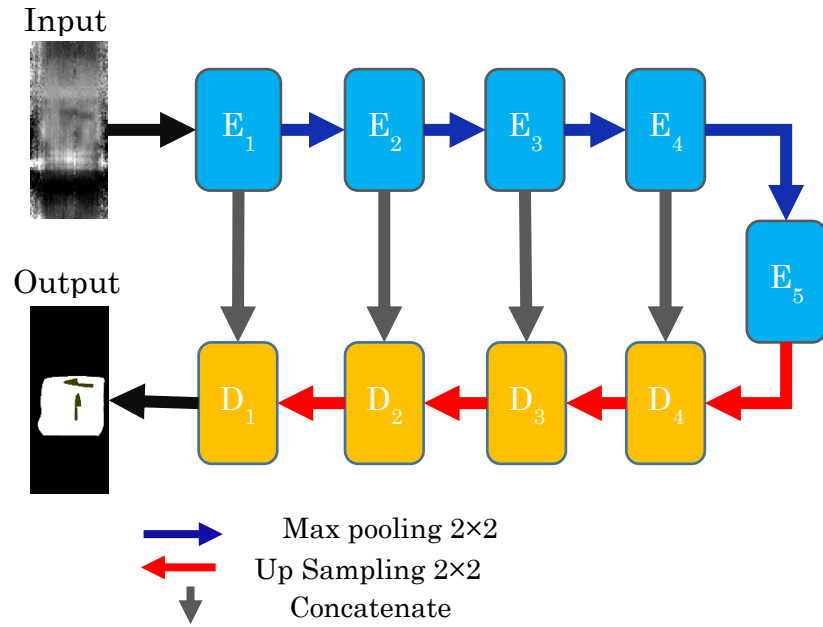 Input
E₁ E₂ E₃ E₄
E₅
Output
D₁ D₂ D₃ D₄
Max pooling 2×2
Up Sampling 2×2
Concatenate